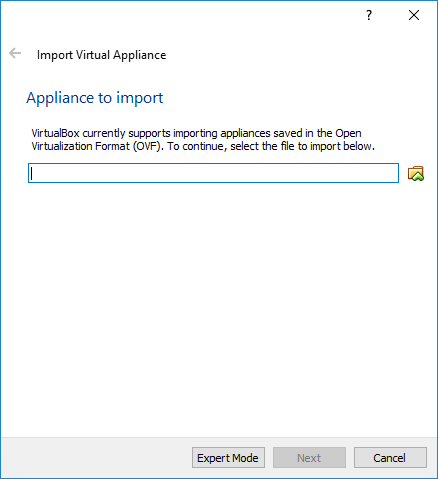 ?
Import Virtual Appliance
Appliance to import
VirtualBox currently supports importing appliances saved in the Open
Virtualization Format (OVF). To continue, select the file to import below.
Expert Mode
Next
Cancel